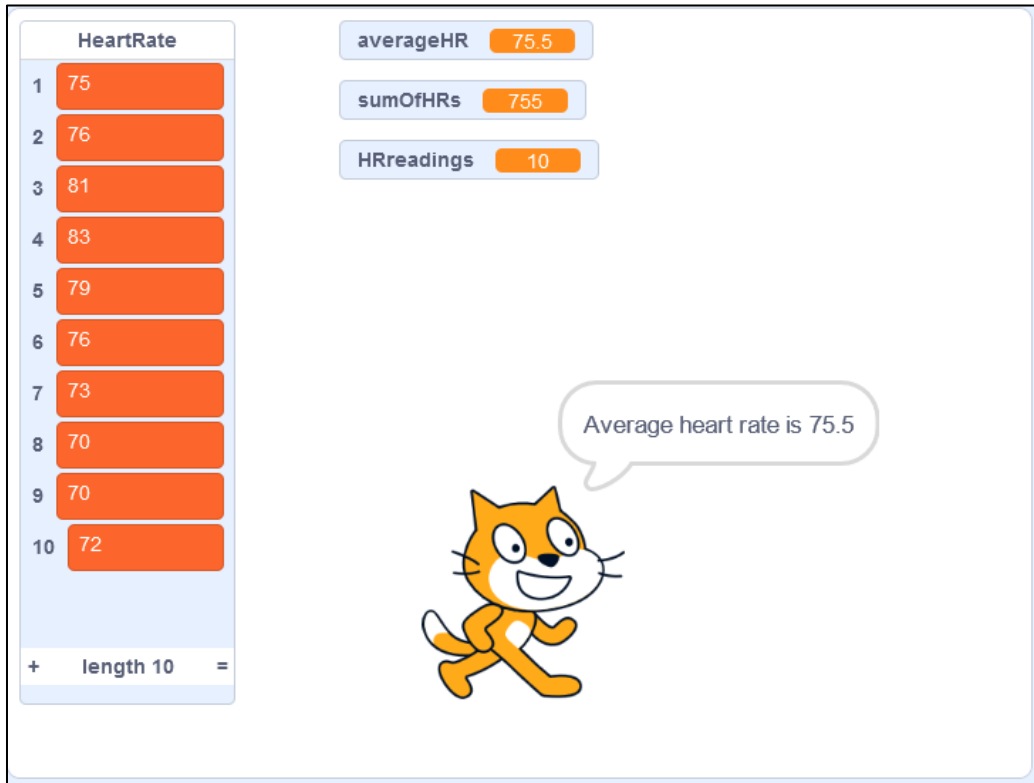 HeartRate
1 75
2 76
3 81
4 83
5 79
6 76
7 73
8 70
9 70
10 72
+ length 10 =
averageHR 75.5
sumOfHRs 755
HRreadings 10
Average heart rate is 75.5